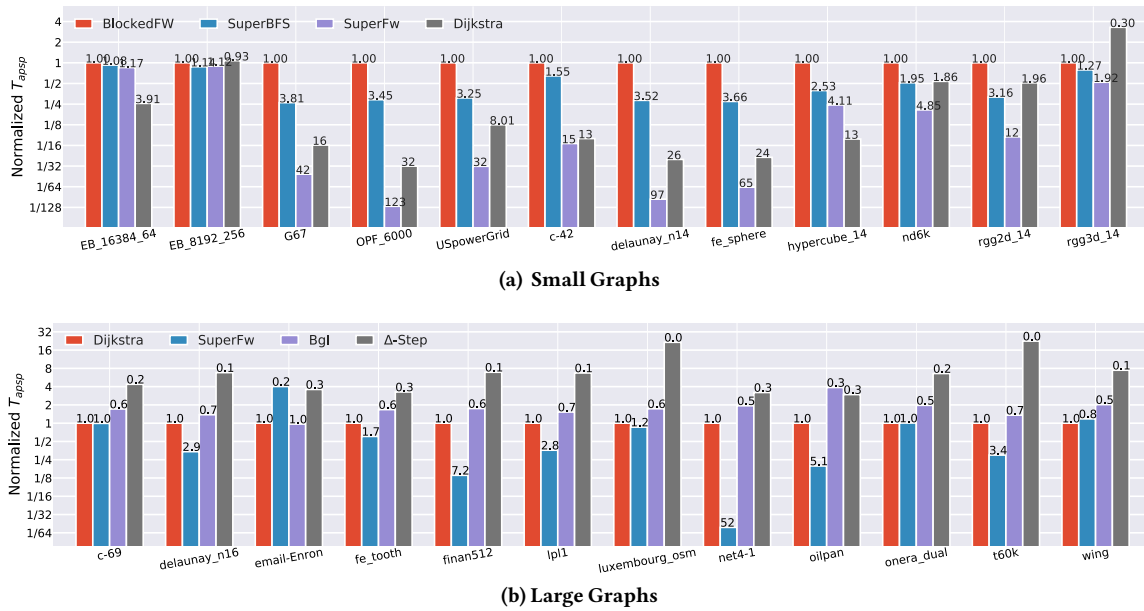 BlockedFW SuperBFS SuperFw Dijkstra
Normalized T_apsp
4
2
1
1/2
1/4
1/8
1/16
1/32
1/64
1/128
1.00 1.08 1.17 3.91
1.00 1.14 1.12 0.93
1.00 3.81 42 16
1.00 3.45 123 32
1.00 3.25 32 8.01
1.00 1.55 15 13
1.00 3.52 97 26
1.00 3.66 65 24
1.00 2.53 4.11 13
1.00 1.95 4.85 1.86
1.00 3.16 12 1.96
1.00 1.27 1.92 0.30
EB_16384_64 EB_8192_256 G67 OPF_6000 USpowerGrid c-42 delaunay_n14 fe_sphere hypercube_14 nd6k rgg2d_14 rgg3d_14
(a) Small Graphs
Dijkstra SuperFw Bgl Δ-Step
Normalized T_apsp
32
16
8
4
2
1
1/2
1/4
1/8
1/16
1/32
1/64
1.0 1.0 0.6 0.2
1.0 2.9 0.7 0.1
1.0 0.2 1.0 0.3
1.0 1.7 0.6 0.3
1.0 7.2 0.6 0.1
1.0 2.8 0.7 0.1
1.0 1.2 0.6 0.0
1.0 52 0.5 0.3
1.0 5.1 0.3 0.3
1.0 1.0 0.5 0.2
1.0 3.4 0.7 0.0
1.0 0.8 0.5 0.1
c-69 delaunay_n16 email-Enron fe_tooth finan512 lpl1 luxembourg_osm net4-1 oilpan onera_dual t60k wing
(b) Large Graphs